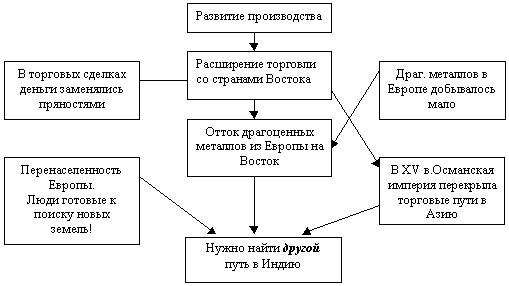 Развитие производства
В торговых сделках
деньги заменялись
пряностями
Расширение торговли
со странами Востока
Драг. металлов в
Европе добывалось
мало
Отток драгоценных
металлов из Европы на
Восток
Перенаселенность
Европы.
Люди готовые к
поиску новых
земель!
В XV в.Османская
империя перекрыла
торговые пути в
Азию
Нужно найти другой
путь в Индию